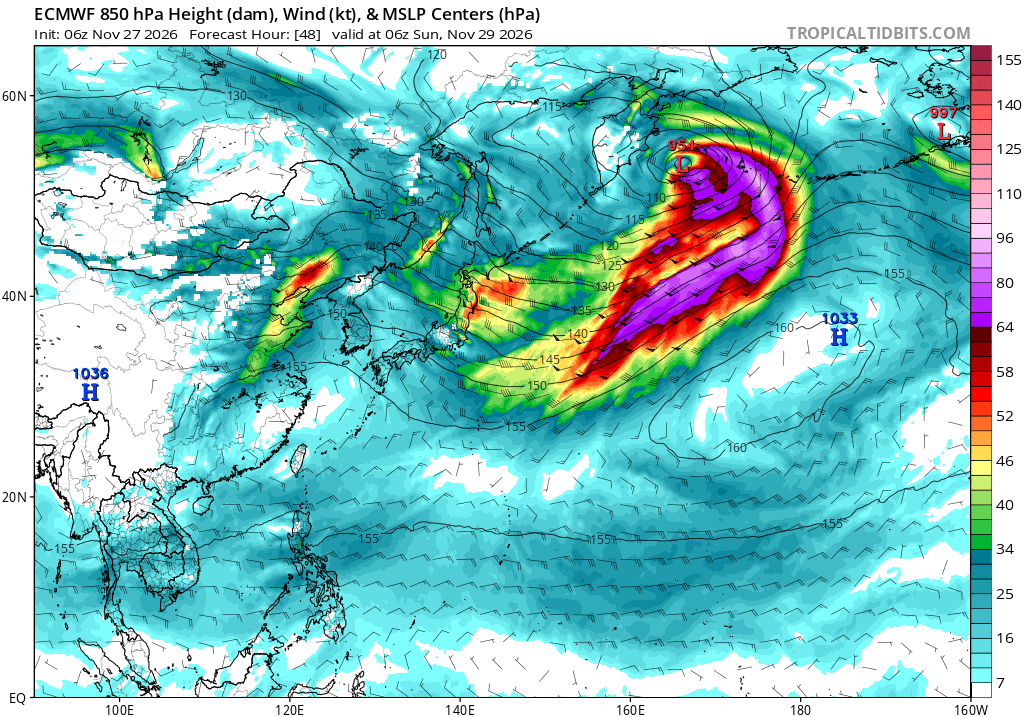 ECMWF 850 hPa Height (dam), Wind (kt), & MSLP Centers (hPa)
Init: 06z Nov 27 2026 Forecast Hour: [48] valid at 06z Sun, Nov 29 2026
TROPICALTIDBITS.COM
120
155
60N
130
115
140
997
L
954
L
125
105
110
110
130
135
115
96
140
120
125
155
80
40N
130
150
135
1033
H
64
160
140
145
155
58
1036
H
150
52
155
160
46
20N
40
155
155
155
155
34
25
16
7
EQ
100E
120E
140E
160E
180
160W